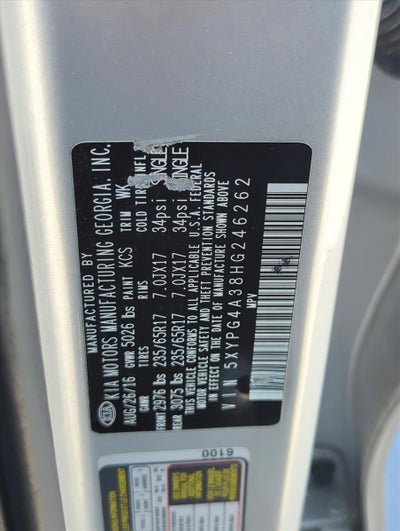 MANUFACTURED BY
KIA MOTORS MANUFACTURING GEORGIA, INC.
AUG/26/16 PAINT KCS TRIM WK
GVWR 5026 lbs
GAWR TIRES RIMS COLD TIRE INFL
FRONT 2976 lbs 235/65R17 7.0JX17 34psi SINGLE
REAR 3075 lbs 235/65R17 7.0JX17 34psi SINGLE
THIS VEHICLE CONFORMS TO ALL APPLICABLE U.S.A. FEDERAL
MOTOR VEHICLE SAFETY AND THEFT PREVENTION STANDARDS
IN EFFECT ON THE DATE OF MANUFACTURE SHOWN ABOVE
VIN 5XYPG4A38HG246262
MPV
6100